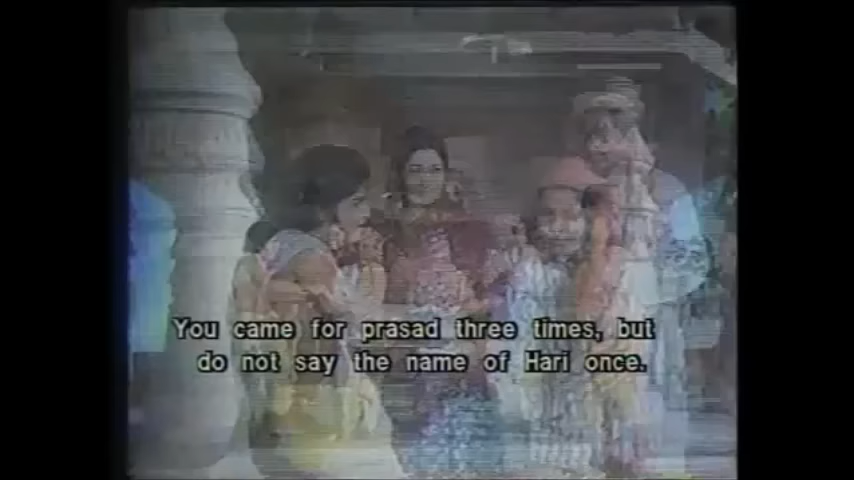 You came for prasad three times, but
do not say the name of Hari once.